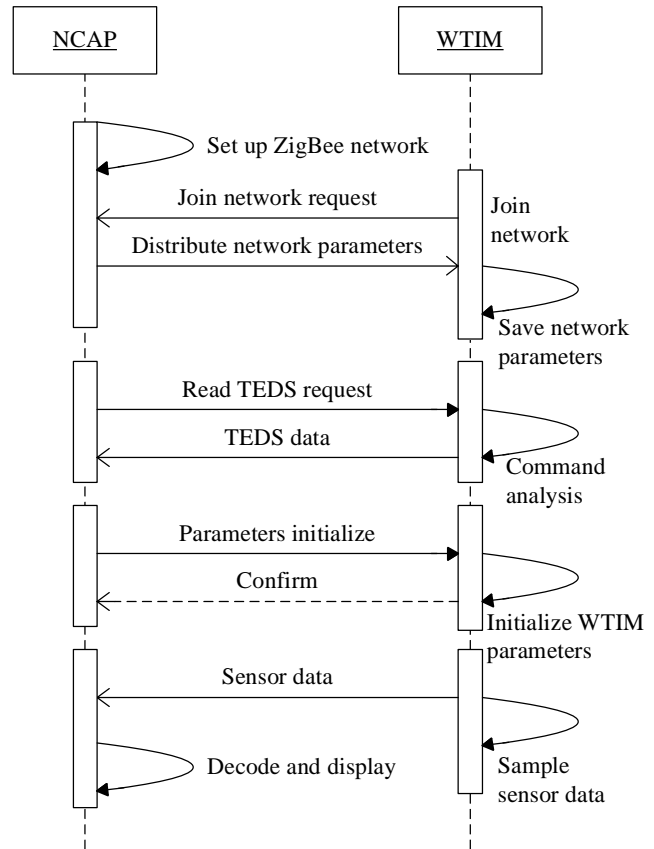 NCAP
WTIM
Set up ZigBee network
Join network request
Join
network
Distribute network parameters
Save network
parameters
Read TEDS request
TEDS data
Command
analysis
Parameters initialize
Confirm
Initialize WTIM
parameters
Sensor data
Decode and display
Sample
sensor data